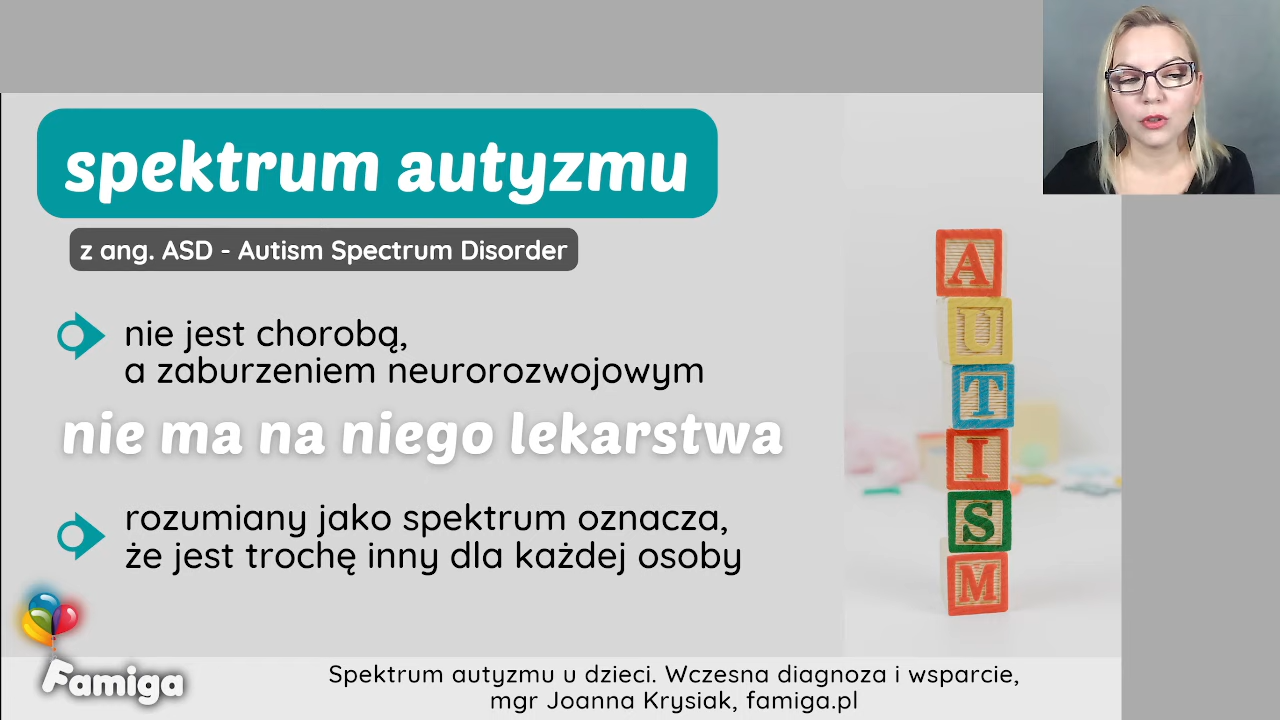 spektrum autyzmu
z ang. ASD - Autism Spectrum Disorder
nie jest chorobą,
a zaburzeniem neurorozwojowym
nie ma na niego lekarstwa
rozumiany jako spektrum oznacza,
że jest trochę inny dla każdej osoby
A
U
T
I
S
M
Famiga
Spektrum autyzmu u dzieci. Wczesna diagnoza i wsparcie,
mgr Joanna Krysiak, famiga.pl